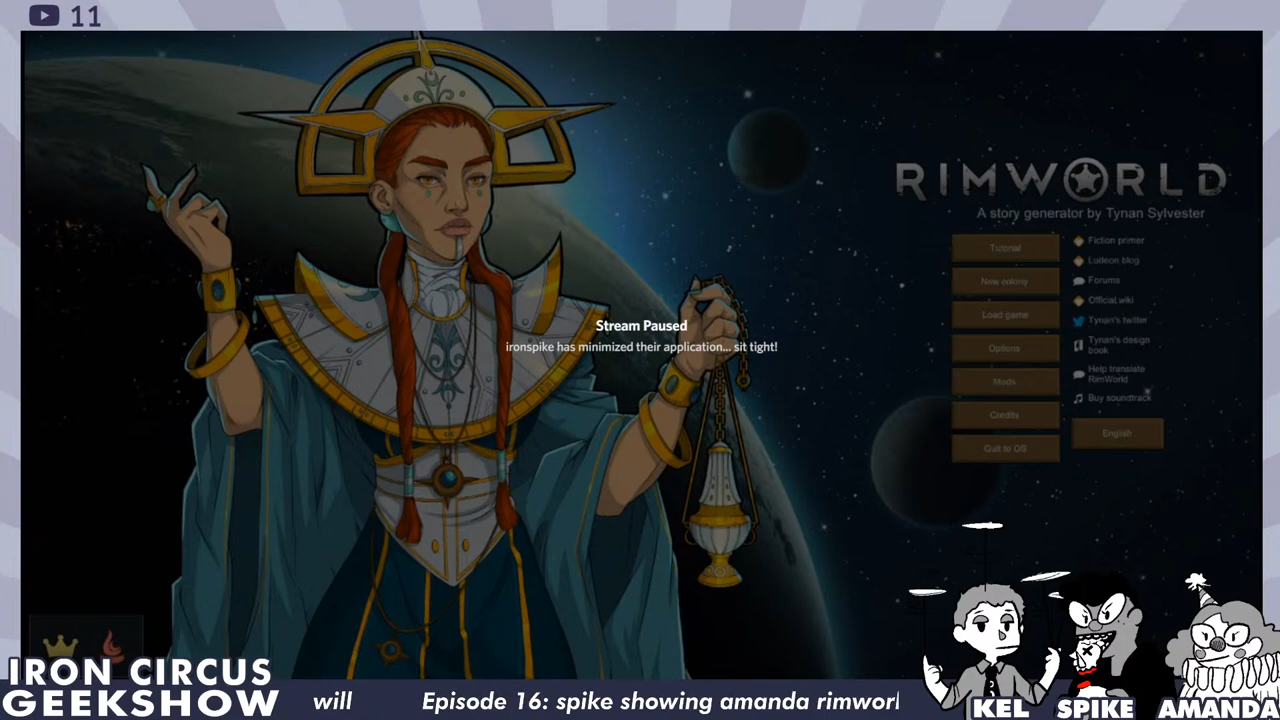 11
RIMWORLD
A story generator by Tynan Sylvester
Tutorial
New colony
Load game
Options
Mods
Credits
Quit to OS
Fiction primer
Ludeon blog
Forums
Official wiki
Tynan's twitter
Tynan's design
book
Help translate
RimWorld
Buy soundtrack
English
Stream Paused
ironspike has minimized their application... sit tight!
IRON CIRCUS
GEEKSHOW
will Episode 16: spike showing amanda rimworl
KEL SPIKE AMANDA